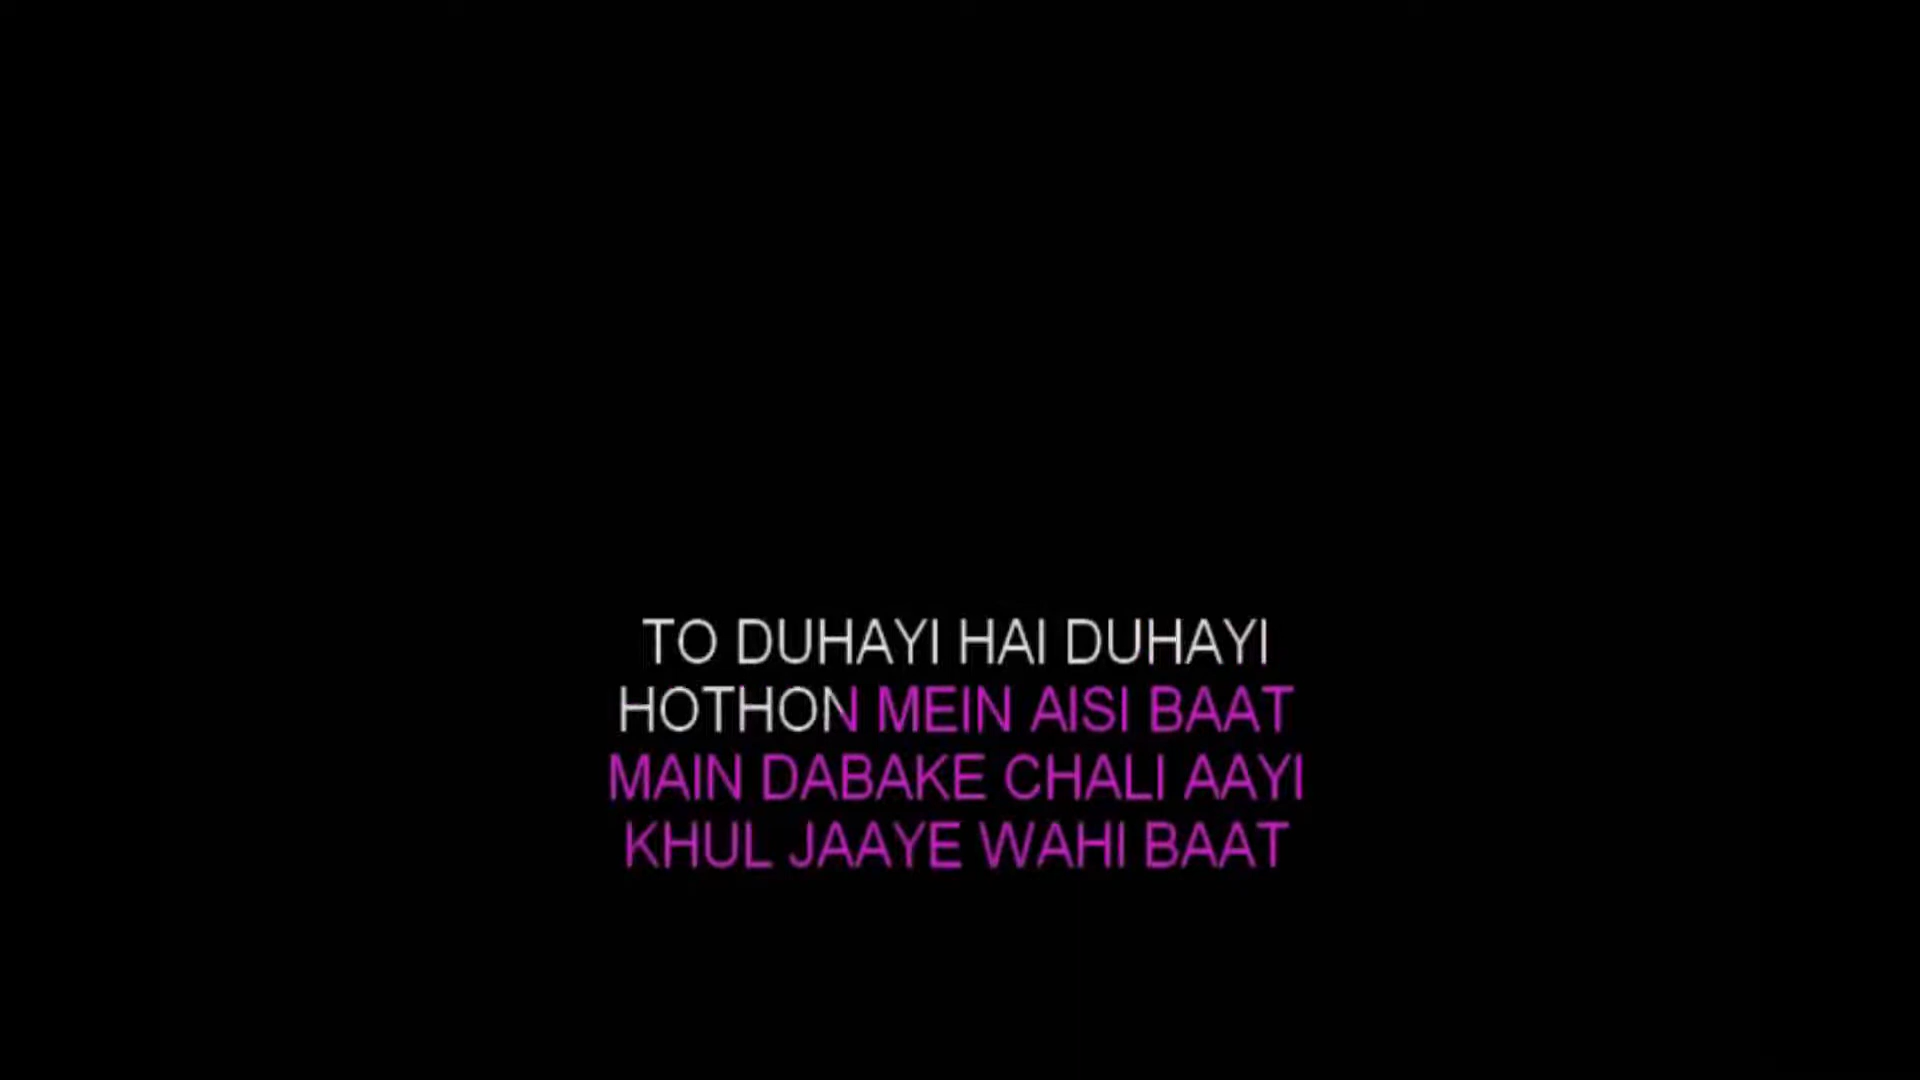 TO DUHAYI HAI DUHAYI
HOTHON MEIN AISI BAAT
MAIN DABAKE CHALI AAYI
KHUL JAAYE WAHI BAAT